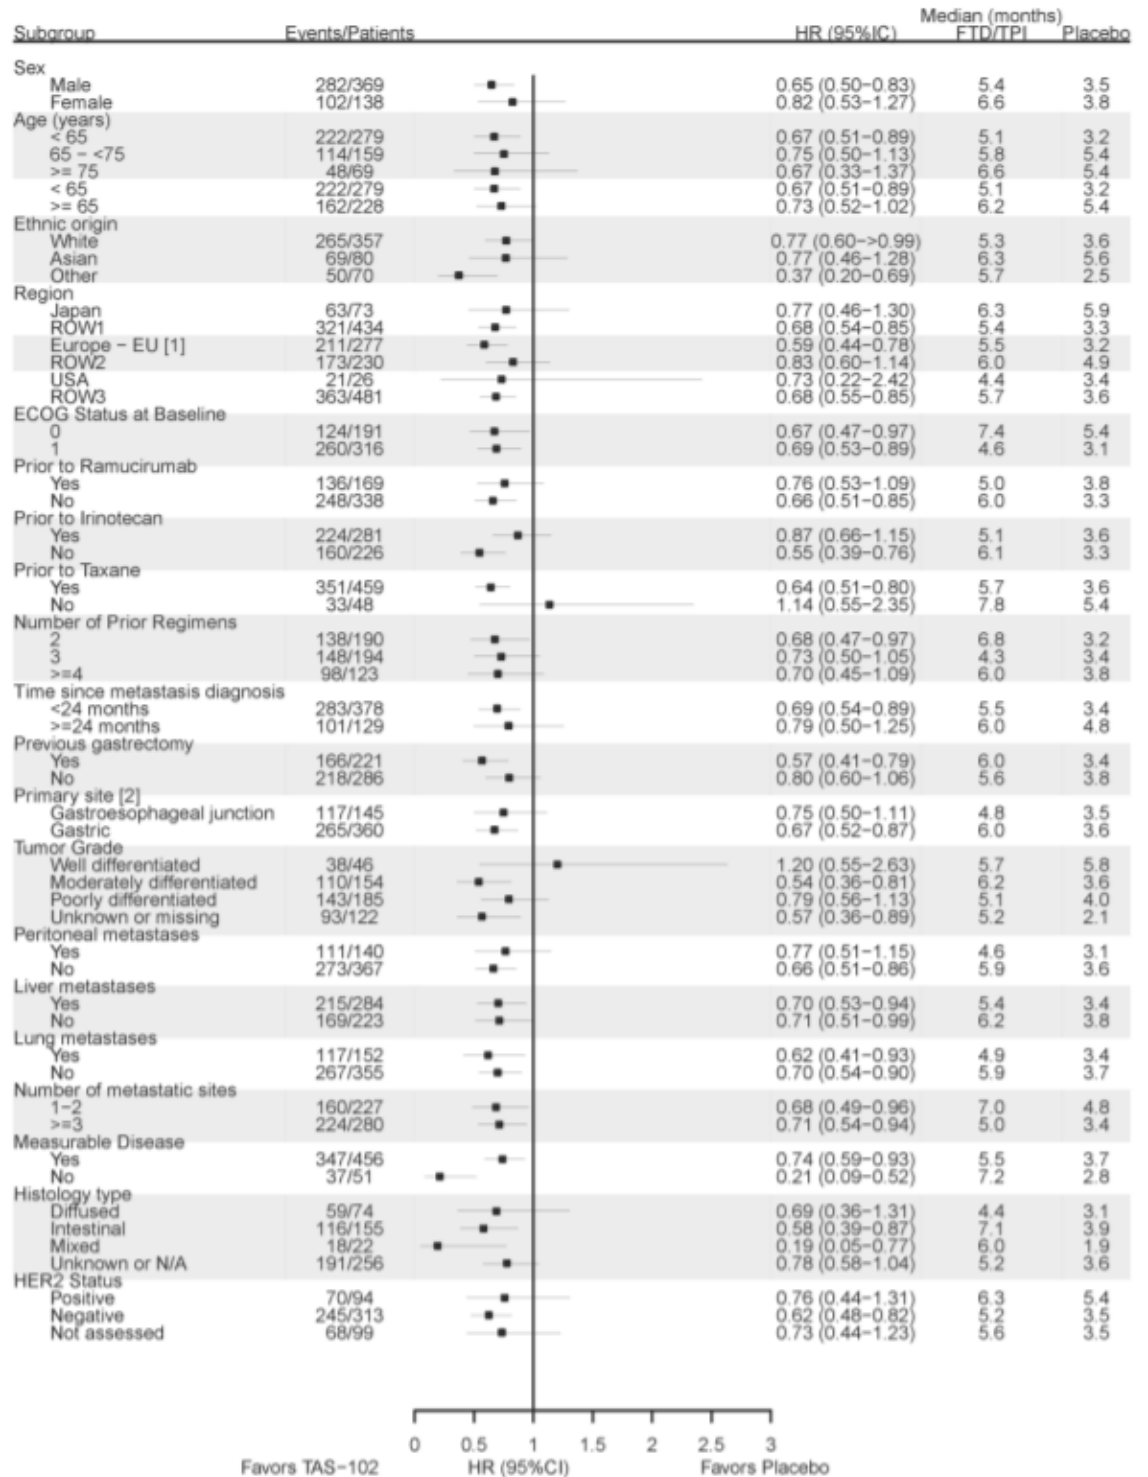 Median (months)
Subgroup Events/Patients HR (95%IC) FTD/TPI Placebo
Sex
Male 282/369 0.65 (0.50−0.83) 5.4 3.5
Female 102/138 0.82 (0.53−1.27) 6.6 3.8
Age (years)
< 65 222/279 0.67 (0.51−0.89) 5.1 3.2
65 − <75 114/159 0.75 (0.50−1.13) 5.8 5.4
>= 75 48/69 0.67 (0.33−1.37) 6.6 5.4
< 65 222/279 0.67 (0.51−0.89) 5.1 3.2
>= 65 162/228 0.73 (0.52−1.02) 6.2 5.4
Ethnic origin
White 265/357 0.77 (0.60−>0.99) 5.3 3.6
Asian 69/80 0.77 (0.46−1.28) 6.3 5.6
Other 50/70 0.37 (0.20−0.69) 5.7 2.5
Region
Japan 63/73 0.77 (0.46−1.30) 6.3 5.9
ROW1 321/434 0.68 (0.54−0.85) 5.4 3.3
Europe − EU [1] 211/277 0.59 (0.44−0.78) 5.5 3.2
ROW2 173/230 0.83 (0.60−1.14) 6.0 4.9
USA 21/26 0.73 (0.22−2.42) 4.4 3.4
ROW3 363/481 0.68 (0.55−0.85) 5.7 3.6
ECOG Status at Baseline
0 124/191 0.67 (0.47−0.97) 7.4 5.4
1 260/316 0.69 (0.53−0.89) 4.6 3.1
Prior to Ramucirumab
Yes 136/169 0.76 (0.53−1.09) 5.0 3.8
No 248/338 0.66 (0.51−0.85) 6.0 3.3
Prior to Irinotecan
Yes 224/281 0.87 (0.66−1.15) 5.1 3.6
No 160/226 0.55 (0.39−0.76) 6.1 3.3
Prior to Taxane
Yes 351/459 0.64 (0.51−0.80) 5.7 3.6
No 33/48 1.14 (0.55−2.35) 7.8 5.4
Number of Prior Regimens
2 138/190 0.68 (0.47−0.97) 6.8 3.2
3 148/194 0.73 (0.50−1.05) 4.3 3.4
>=4 98/123 0.70 (0.45−1.09) 6.0 3.8
Time since metastasis diagnosis
<24 months 283/378 0.69 (0.54−0.89) 5.5 3.4
>=24 months 101/129 0.79 (0.50−1.25) 6.0 4.8
Previous gastrectomy
Yes 166/221 0.57 (0.41−0.79) 6.0 3.4
No 218/286 0.80 (0.60−1.06) 5.6 3.8
Primary site [2]
Gastroesophageal junction 117/145 0.75 (0.50−1.11) 4.8 3.5
Gastric 265/360 0.67 (0.52−0.87) 6.0 3.6
Tumor Grade
Well differentiated 38/46 1.20 (0.55−2.63) 5.7 5.8
Moderately differentiated 110/154 0.54 (0.36−0.81) 6.2 3.6
Poorly differentiated 143/185 0.79 (0.56−1.13) 5.1 4.0
Unknown or missing 93/122 0.57 (0.36−0.89) 5.2 2.1
Peritoneal metastases
Yes 111/140 0.77 (0.51−1.15) 4.6 3.1
No 273/367 0.66 (0.51−0.86) 5.9 3.6
Liver metastases
Yes 215/284 0.70 (0.53−0.94) 5.4 3.4
No 169/223 0.71 (0.51−0.99) 6.2 3.8
Lung metastases
Yes 117/152 0.62 (0.41−0.93) 4.9 3.4
No 267/355 0.70 (0.54−0.90) 5.9 3.7
Number of metastatic sites
1−2 160/227 0.68 (0.49−0.96) 7.0 4.8
>=3 224/280 0.71 (0.54−0.94) 5.0 3.4
Measurable Disease
Yes 347/456 0.74 (0.59−0.93) 5.5 3.7
No 37/51 0.21 (0.09−0.52) 7.2 2.8
Histology type
Diffused 59/74 0.69 (0.36−1.31) 4.4 3.1
Intestinal 116/155 0.58 (0.39−0.87) 7.1 3.9
Mixed 18/22 0.19 (0.05−0.77) 6.0 1.9
Unknown or N/A 191/256 0.78 (0.58−1.04) 5.2 3.6
HER2 Status
Positive 70/94 0.76 (0.44−1.31) 6.3 5.4
Negative 245/313 0.62 (0.48−0.82) 5.2 3.5
Not assessed 68/99 0.73 (0.44−1.23) 5.6 3.5
0 0.5 1 1.5 2 2.5 3
Favors TAS−102 HR (95%CI) Favors Placebo